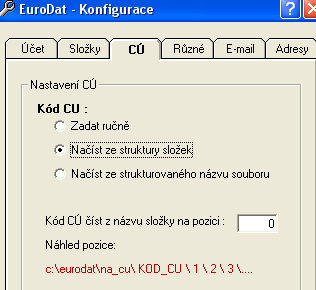 EuroDat - Konfigurace
Účet Složky CÚ Různé E-mail Adresy
Nastavení CÚ
Kód CU :
Zadat ručně
Načíst ze struktury složek
Načíst ze strukturovaného názvu souboru
Kód CÚ číst z názvu složky na pozici : 0
Náhled pozice:
c:\eurodat\na_cu\ KOD_CU \ 1 \ 2 \ 3 \....